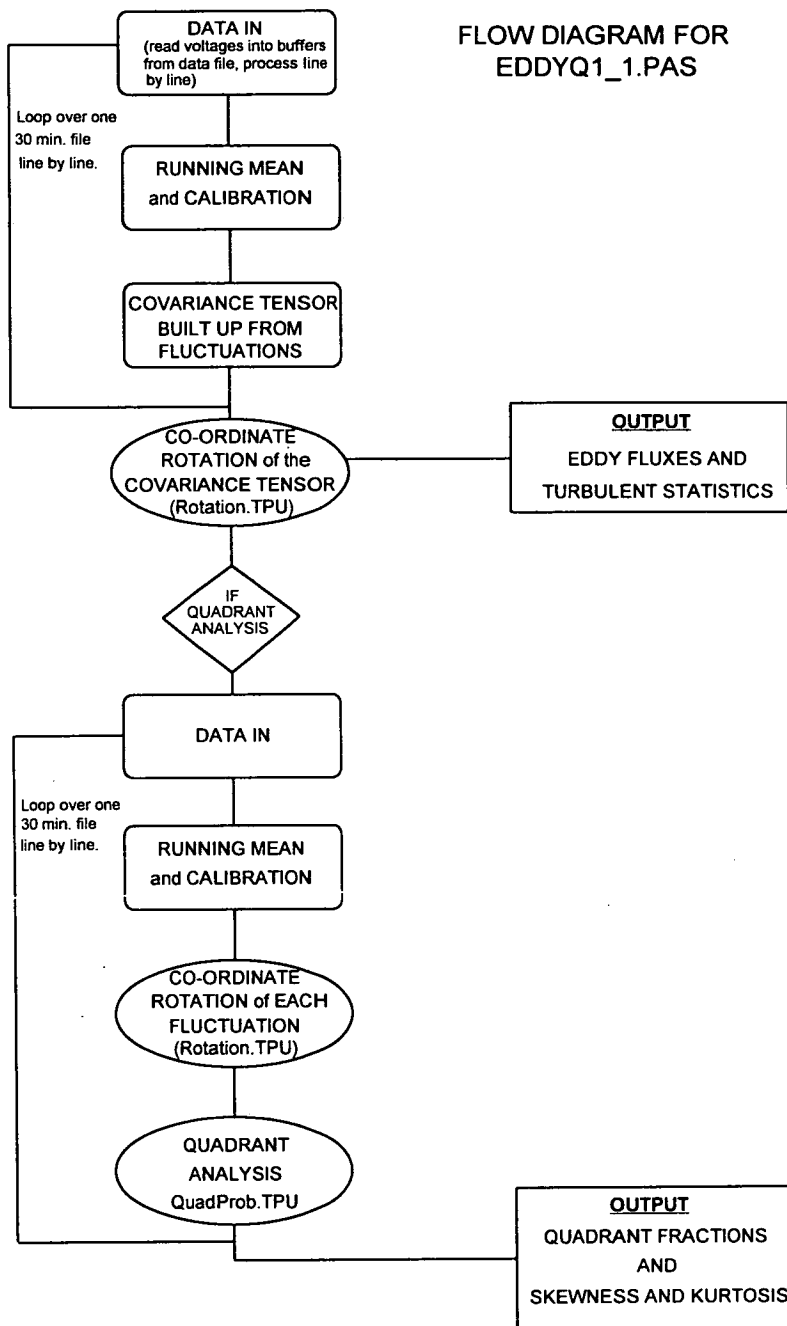 FLOW DIAGRAM FOR
EDDYQ1_1.PAS
DATA IN
(read voltages into buffers
from data file, process line
by line)
Loop over one
30 min. file
line by line.
RUNNING MEAN
and CALIBRATION
COVARIANCE TENSOR
BUILT UP FROM
FLUCTUATIONS
CO-ORDINATE
ROTATION of the
COVARIANCE TENSOR
(Rotation.TPU)
OUTPUT
EDDY FLUXES AND
TURBULENT STATISTICS
IF
QUADRANT
ANALYSIS
DATA IN
Loop over one
30 min. file
line by line.
RUNNING MEAN
and CALIBRATION
CO-ORDINATE
ROTATION of EACH
FLUCTUATION
(Rotation.TPU)
QUADRANT
ANALYSIS
QuadProb.TPU
OUTPUT
QUADRANT FRACTIONS
AND
SKEWNESS AND KURTOSIS